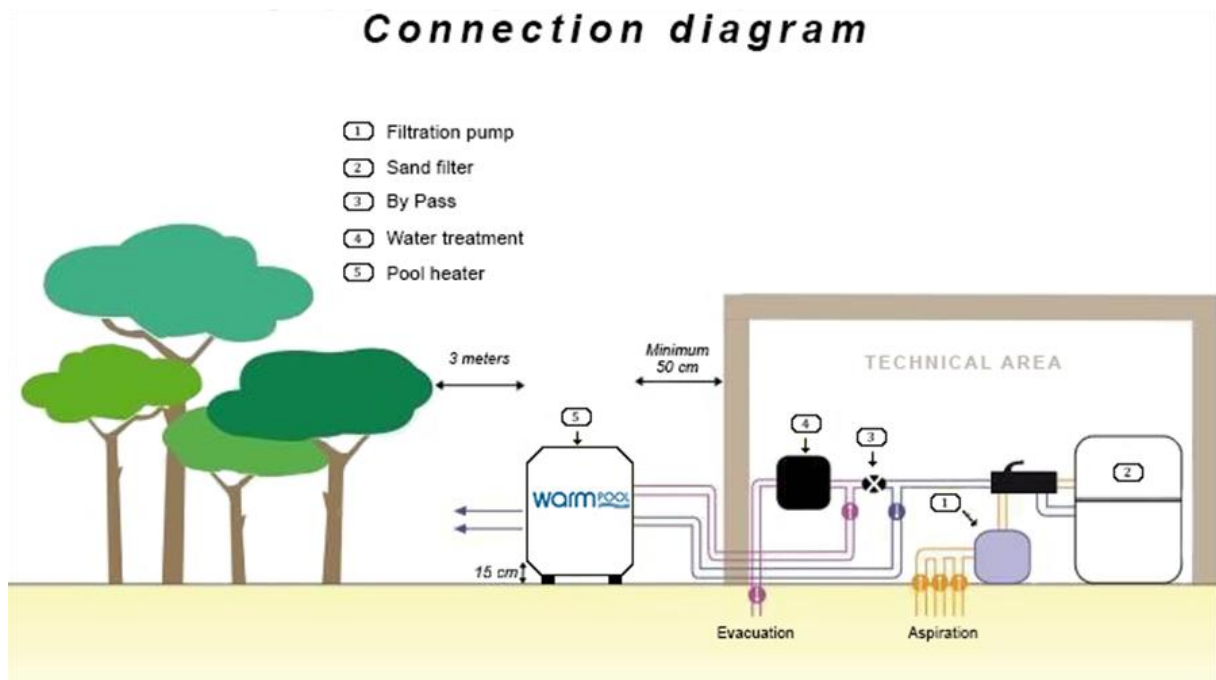 Connection diagram
1 Filtration pump
2 Sand filter
3 By Pass
4 Water treatment
5 Pool heater
3 meters
Minimum
50 cm
TECHNICAL AREA
5
4
3
2
1
warm POOL
15 cm
Evacuation
Aspiration